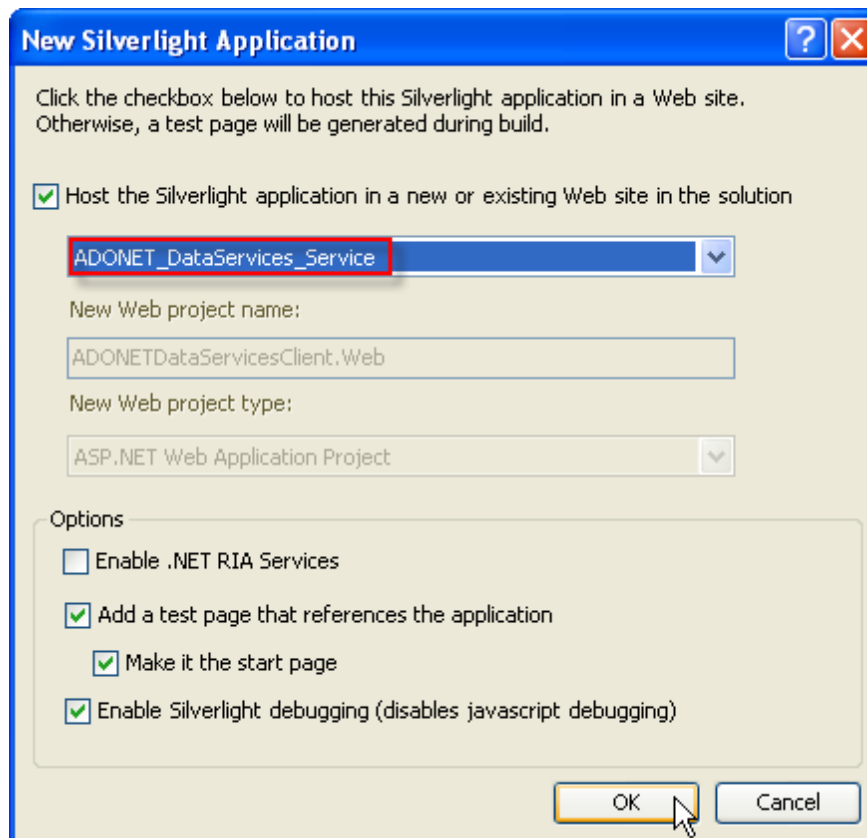 New Silverlight Application
Click the checkbox below to host this Silverlight application in a Web site.
Otherwise, a test page will be generated during build.
Host the Silverlight application in a new or existing Web site in the solution
ADONET_DataServices_Service
New Web project name:
ADONETDataServicesClient.Web
New Web project type:
ASP.NET Web Application Project
Options
Enable .NET RIA Services
Add a test page that references the application
Make it the start page
Enable Silverlight debugging (disables javascript debugging)
OK Cancel